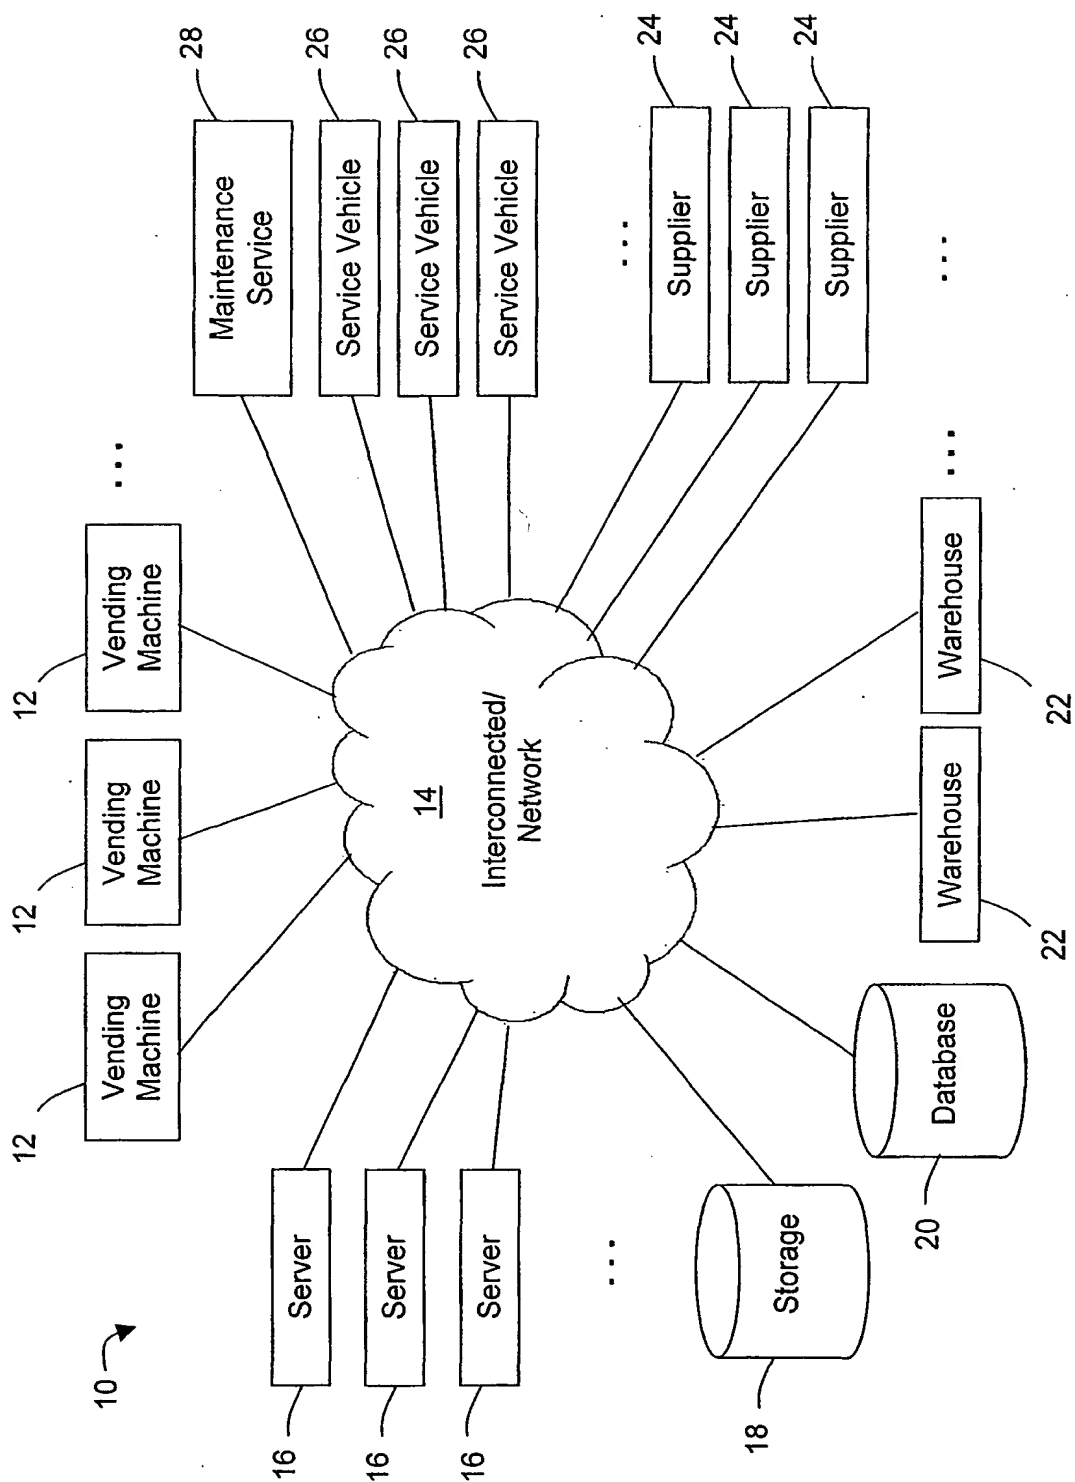 10
12
Vending
Machine
12
Vending
Machine
12
Vending
Machine
...
16
Server
16
Server
16
Server
...
14
Interconnected/
Network
28
Maintenance
Service
26
Service Vehicle
26
Service Vehicle
26
Service Vehicle
...
24
Supplier
24
Supplier
24
Supplier
...
18
Storage
20
Database
22
Warehouse
22
Warehouse
...